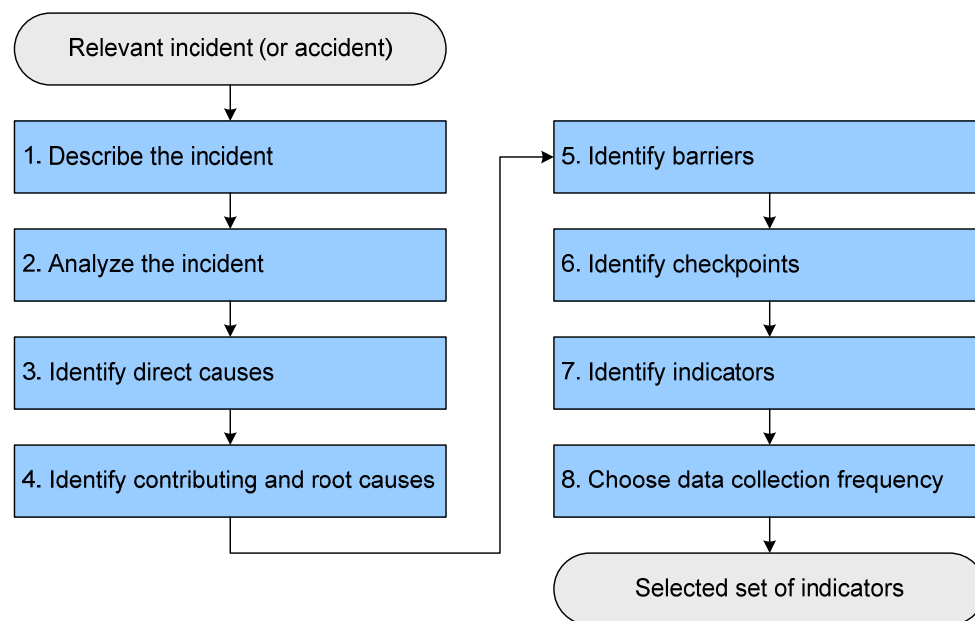 Relevant incident (or accident)
1. Describe the incident
2. Analyze the incident
3. Identify direct causes
4. Identify contributing and root causes
5. Identify barriers
6. Identify checkpoints
7. Identify indicators
8. Choose data collection frequency
Selected set of indicators